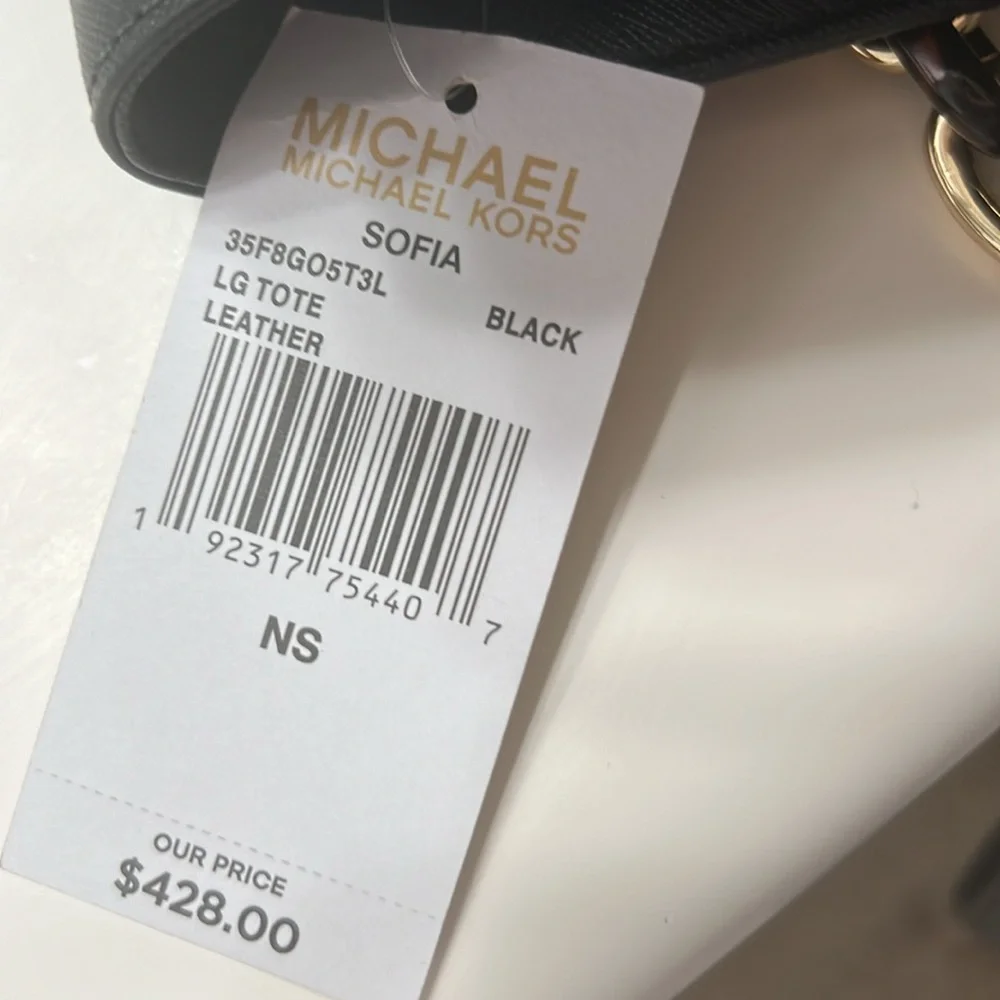 MICHAEL
MICHAEL KORS
SOFIA
35F8GO5T3L
LG TOTE BLACK
LEATHER
1 92317 75440 7
NS
OUR PRICE
$428.00